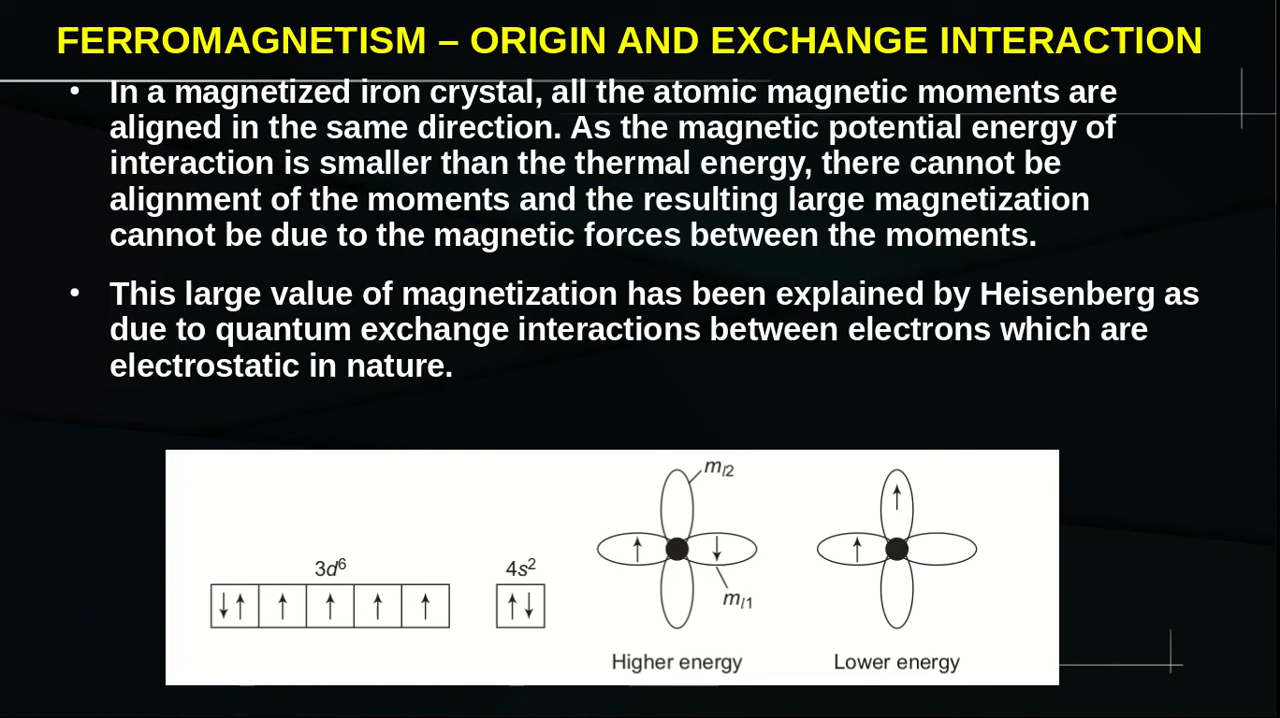 FERROMAGNETISM – ORIGIN AND EXCHANGE INTERACTION
• In a magnetized iron crystal, all the atomic magnetic moments are
aligned in the same direction. As the magnetic potential energy of
interaction is smaller than the thermal energy, there cannot be
alignment of the moments and the resulting large magnetization
cannot be due to the magnetic forces between the moments.
• This large value of magnetization has been explained by Heisenberg as
due to quantum exchange interactions between electrons which are
electrostatic in nature.
3d⁶
4s²
mₗ₂
mₗ₁
Higher energy
Lower energy